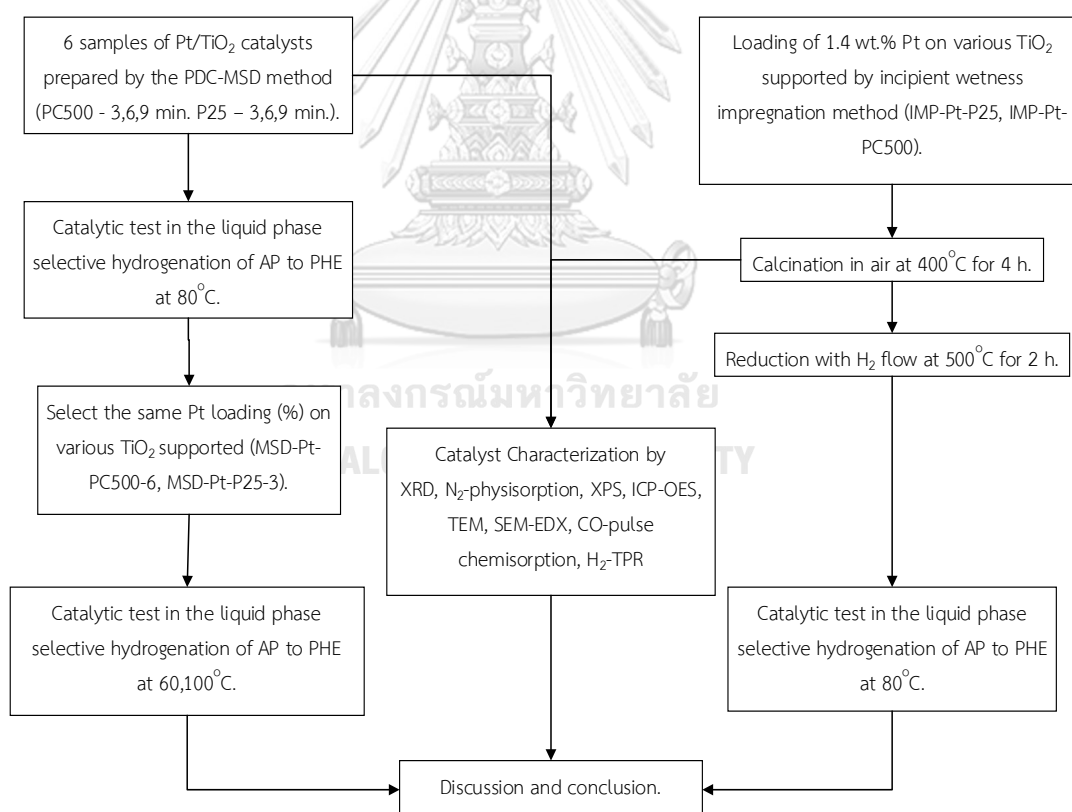 6 samples of Pt/TiO₂ catalysts
prepared by the PDC-MSD method
(PC500 - 3,6,9 min. P25 – 3,6,9 min.).
Loading of 1.4 wt.% Pt on various TiO₂
supported by incipient wetness
impregnation method (IMP-Pt-P25, IMP-Pt-
PC500).
Catalytic test in the liquid phase
selective hydrogenation of AP to PHE
at 80°C.
Calcination in air at 400°C for 4 h.
Reduction with H₂ flow at 500°C for 2 h.
ลงกรณ์มหาวิทยาลัย
Select the same Pt loading (%) on
various TiO₂ supported (MSD-Pt-
PC500-6, MSD-Pt-P25-3).
Catalyst Characterization by
XRD, N₂-physisorption, XPS, ICP-OES,
TEM, SEM-EDX, CO-pulse
chemisorption, H₂-TPR
Catalytic test in the liquid phase
selective hydrogenation of AP to PHE
at 60,100°C.
Catalytic test in the liquid phase
selective hydrogenation of AP to PHE
at 80°C.
Discussion and conclusion.